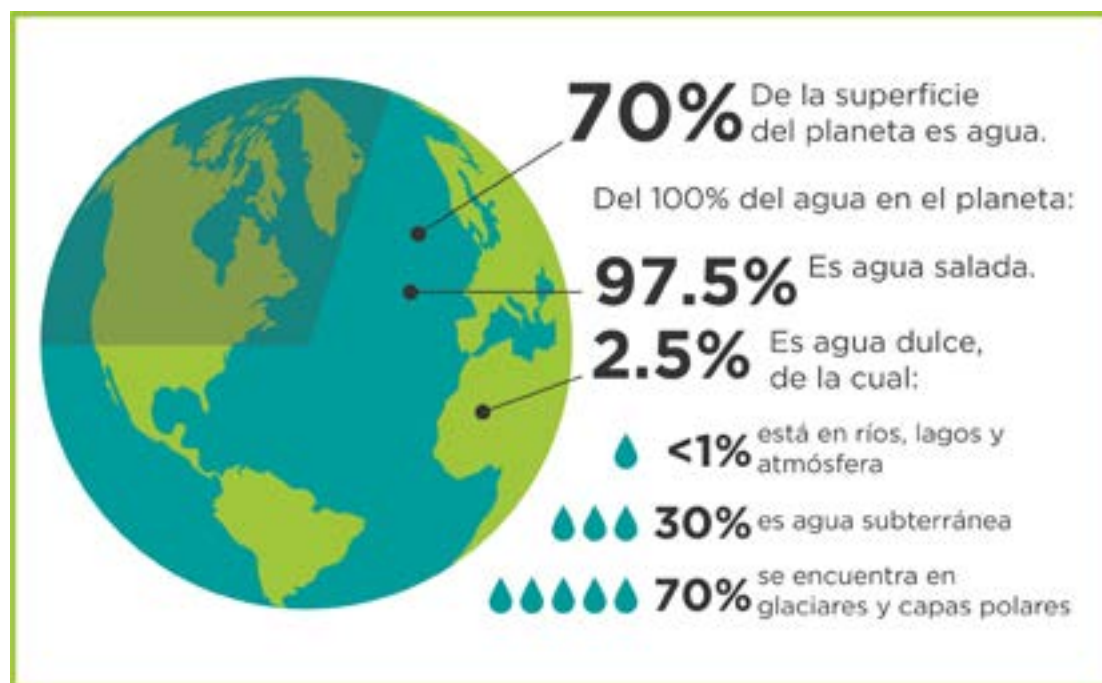 70% De la superficie
del planeta es agua.
Del 100% del agua en el planeta:
97.5% Es agua salada.
2.5% Es agua dulce,
de la cual:
<1% está en ríos, lagos y
atmósfera
30% es agua subterránea
70% se encuentra en
glaciares y capas polares